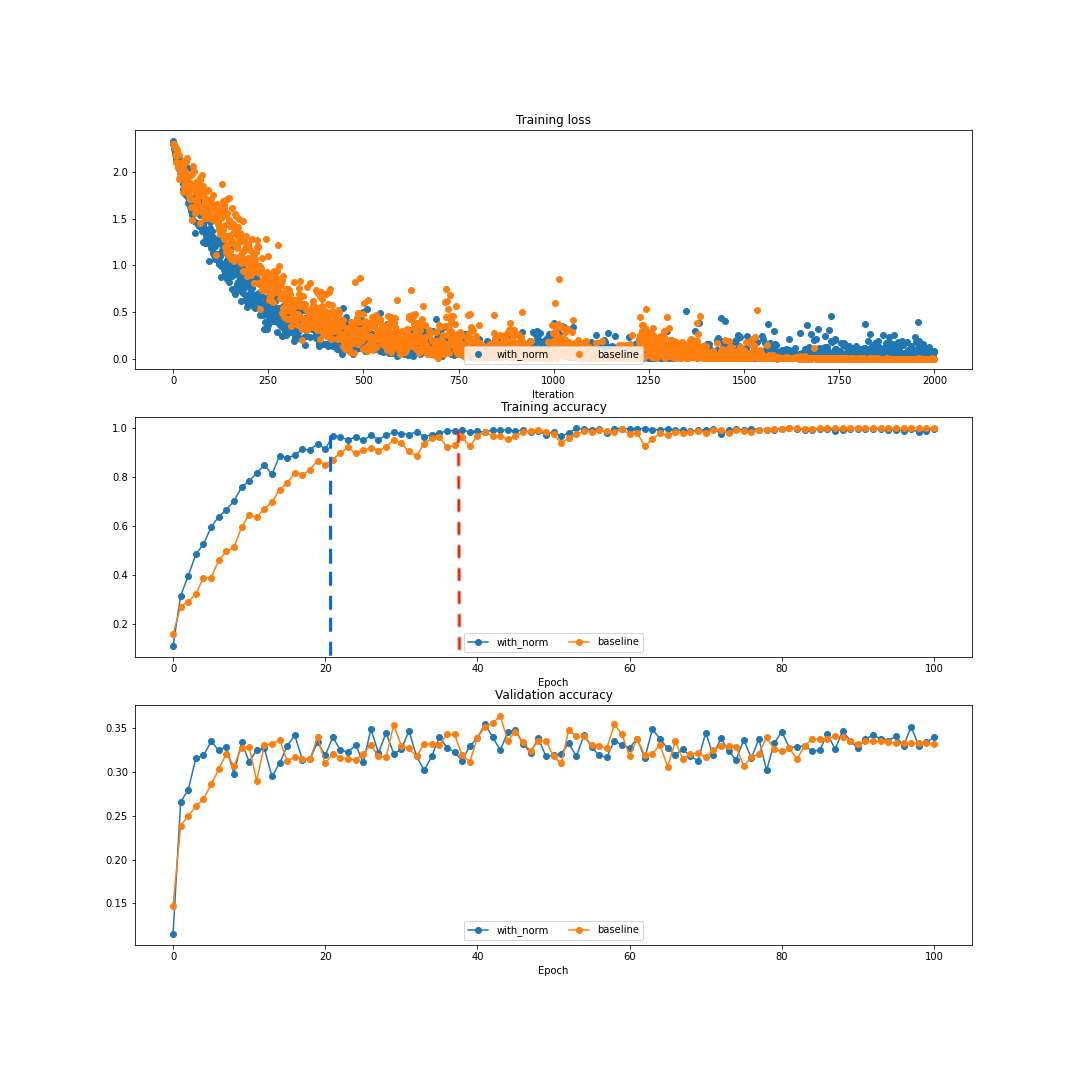 Training loss
2.0
1.5
1.0
0.5
0.0
with_norm baseline
0 250 500 750 1000 1250 1500 1750 2000
Iteration
Training accuracy
1.0
0.8
0.6
0.4
0.2
with_norm baseline
0 20 40 60 80 100
Epoch
Validation accuracy
0.35
0.30
0.25
0.20
0.15
with_norm baseline
0 20 40 60 80 100
Epoch